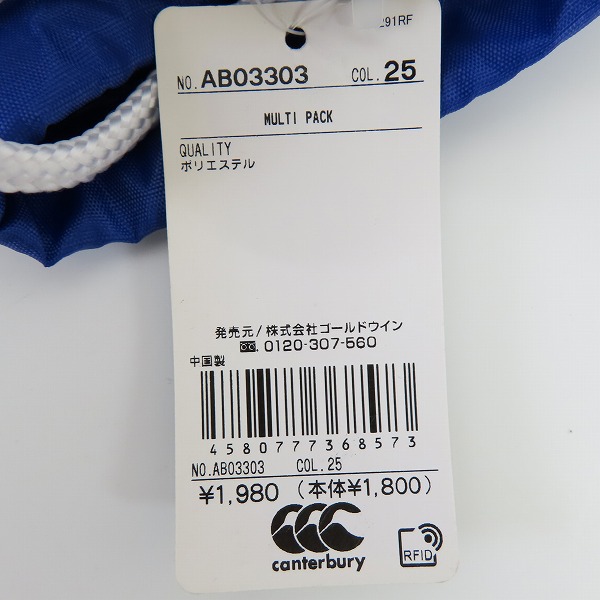 291RF
NO. AB03303 COL. 25
MULTI PACK
QUALITY
ポリエステル
発売元/株式会社ゴールドウイン
0120-307-560
中国製
4580777368573
NO.AB03303 COL.25
¥1,980 (本体¥1,800)
canterbury
RFID